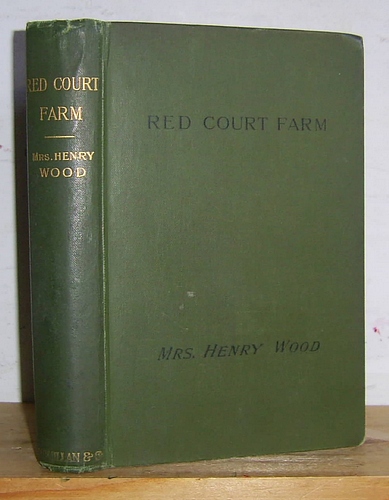 RED COURT
FARM
MRS. HENRY
WOOD
RED COURT FARM
MRS. HENRY WOOD